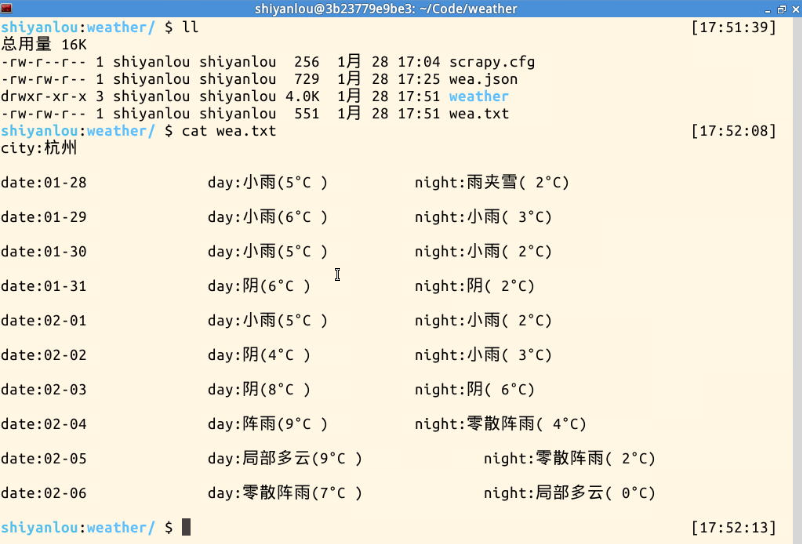 shiyanlou@3b23779e9be3: ~/Code/weather
shiyanlou:weather/ $ ll [17:51:39]
总用量 16K
-rw-r--r-- 1 shiyanlou shiyanlou 256 1月 28 17:04 scrapy.cfg
-rw-rw-r-- 1 shiyanlou shiyanlou 729 1月 28 17:25 wea.json
drwxr-xr-x 3 shiyanlou shiyanlou 4.0K 1月 28 17:51 weather
-rw-rw-r-- 1 shiyanlou shiyanlou 551 1月 28 17:51 wea.txt
shiyanlou:weather/ $ cat wea.txt [17:52:08]
city:杭州
date:01-28 day:小雨(5°C ) night:雨夹雪( 2°C)
date:01-29 day:小雨(6°C ) night:小雨( 3°C)
date:01-30 day:小雨(5°C ) night:小雨( 2°C)
date:01-31 day:阴(6°C ) night:阴( 2°C)
date:02-01 day:小雨(5°C ) night:小雨( 2°C)
date:02-02 day:阴(4°C ) night:小雨( 3°C)
date:02-03 day:阴(8°C ) night:阴( 6°C)
date:02-04 day:阵雨(9°C ) night:零散阵雨( 4°C)
date:02-05 day:局部多云(9°C ) night:零散阵雨( 2°C)
date:02-06 day:零散阵雨(7°C ) night:局部多云( 0°C)
shiyanlou:weather/ $ [17:52:13]